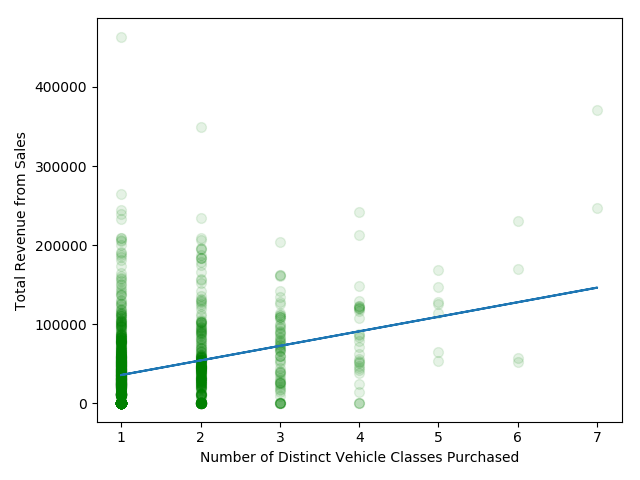 400000
300000
200000
100000
0
Total Revenue from Sales
1 2 3 4 5 6 7
Number of Distinct Vehicle Classes Purchased